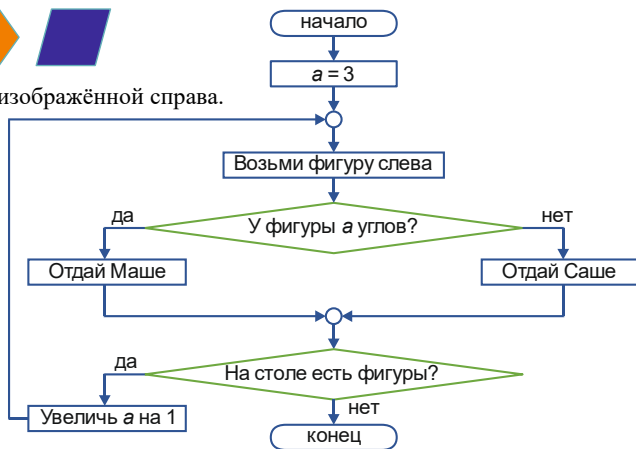 начало
a = 3
изображённой справа.
Возьми фигуру слева
да
У фигуры a углов?
нет
Отдай Маше
Отдай Саше
да
На столе есть фигуры?
Увеличь a на 1
нет
конец